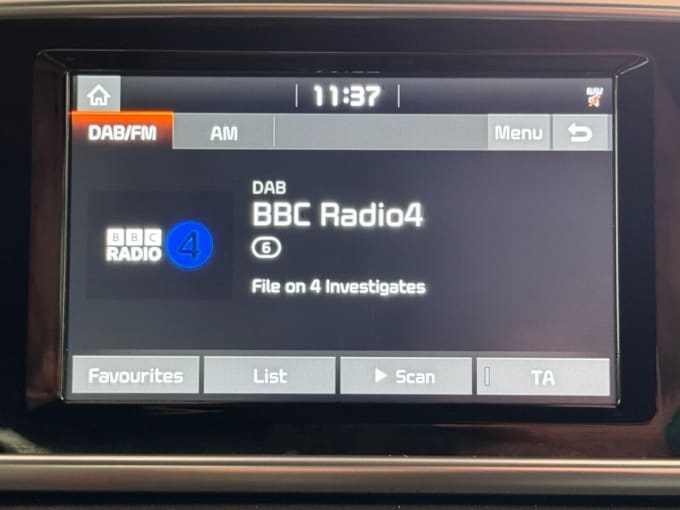 11:37
DAB/FM AM Menu
DAB
BBC Radio4
BBC
RADIO 4
6
File on 4 Investigates
Favourites List Scan TA